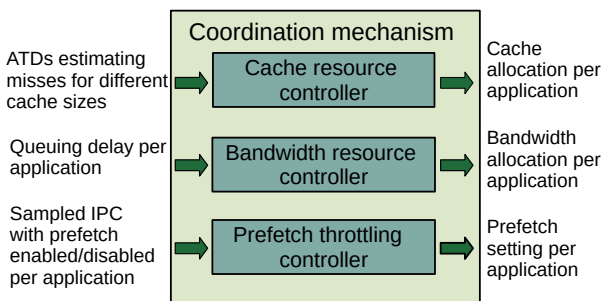 Coordination mechanism
ATDs estimating
misses for different
cache sizes
Cache resource
controller
Cache
allocation per
application
Queuing delay per
application
Bandwidth resource
controller
Bandwidth
allocation per
application
Sampled IPC
with prefetch
enabled/disabled
per application
Prefetch throttling
controller
Prefetch
setting per
application